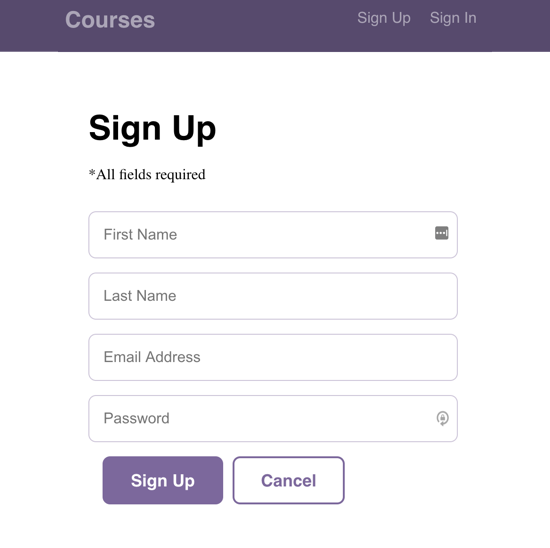 Courses Sign Up Sign In
Sign Up
*All fields required
First Name
Last Name
Email Address
Password
Sign Up Cancel